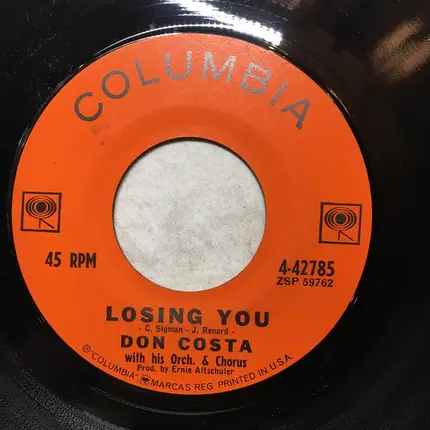 COLUMBIA
45 RPM
4-42785
ZSP 59762
LOSING YOU
- C. Sigman - J. Renard -
DON COSTA
with his Orch. & Chorus
Prod. by Ernie Altschuler
® "COLUMBIA" MARCAS REG. PRINTED IN U.S.A.